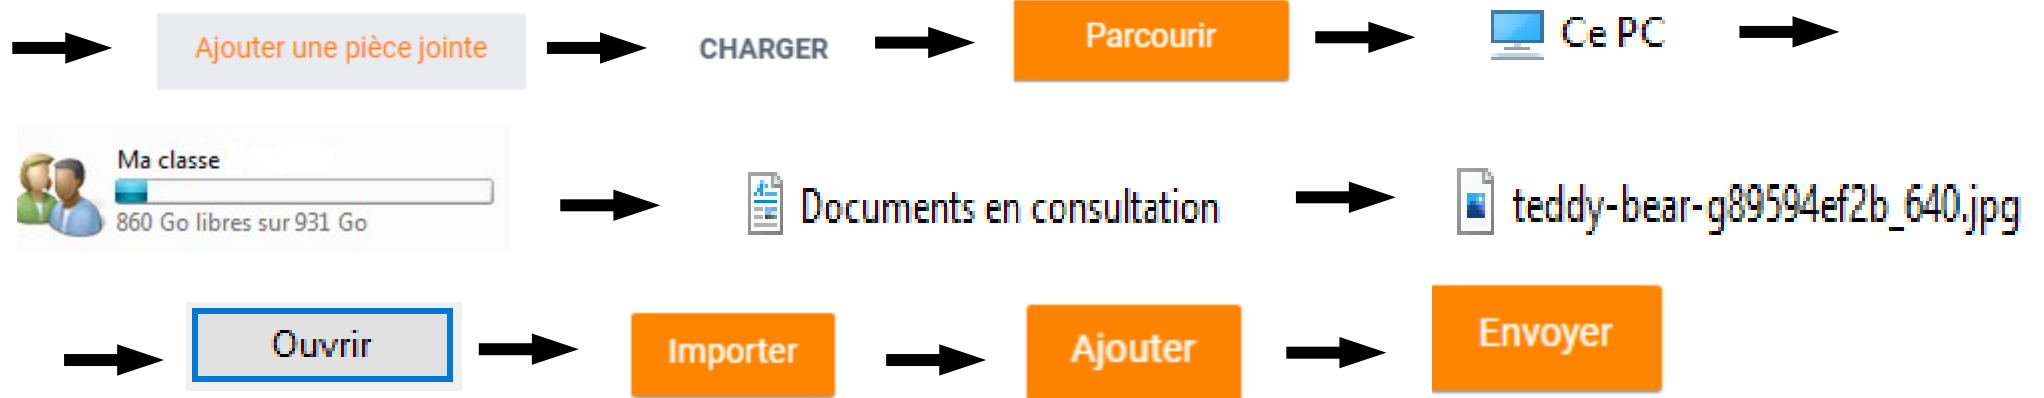 Ajouter une pièce jointe
CHARGER
Parcourir
Ce PC
Ma classe
860 Go libres sur 931 Go
Documents en consultation
teddy-bear-g89594ef2b_640.jpg
Ouvrir
Importer
Ajouter
Envoyer